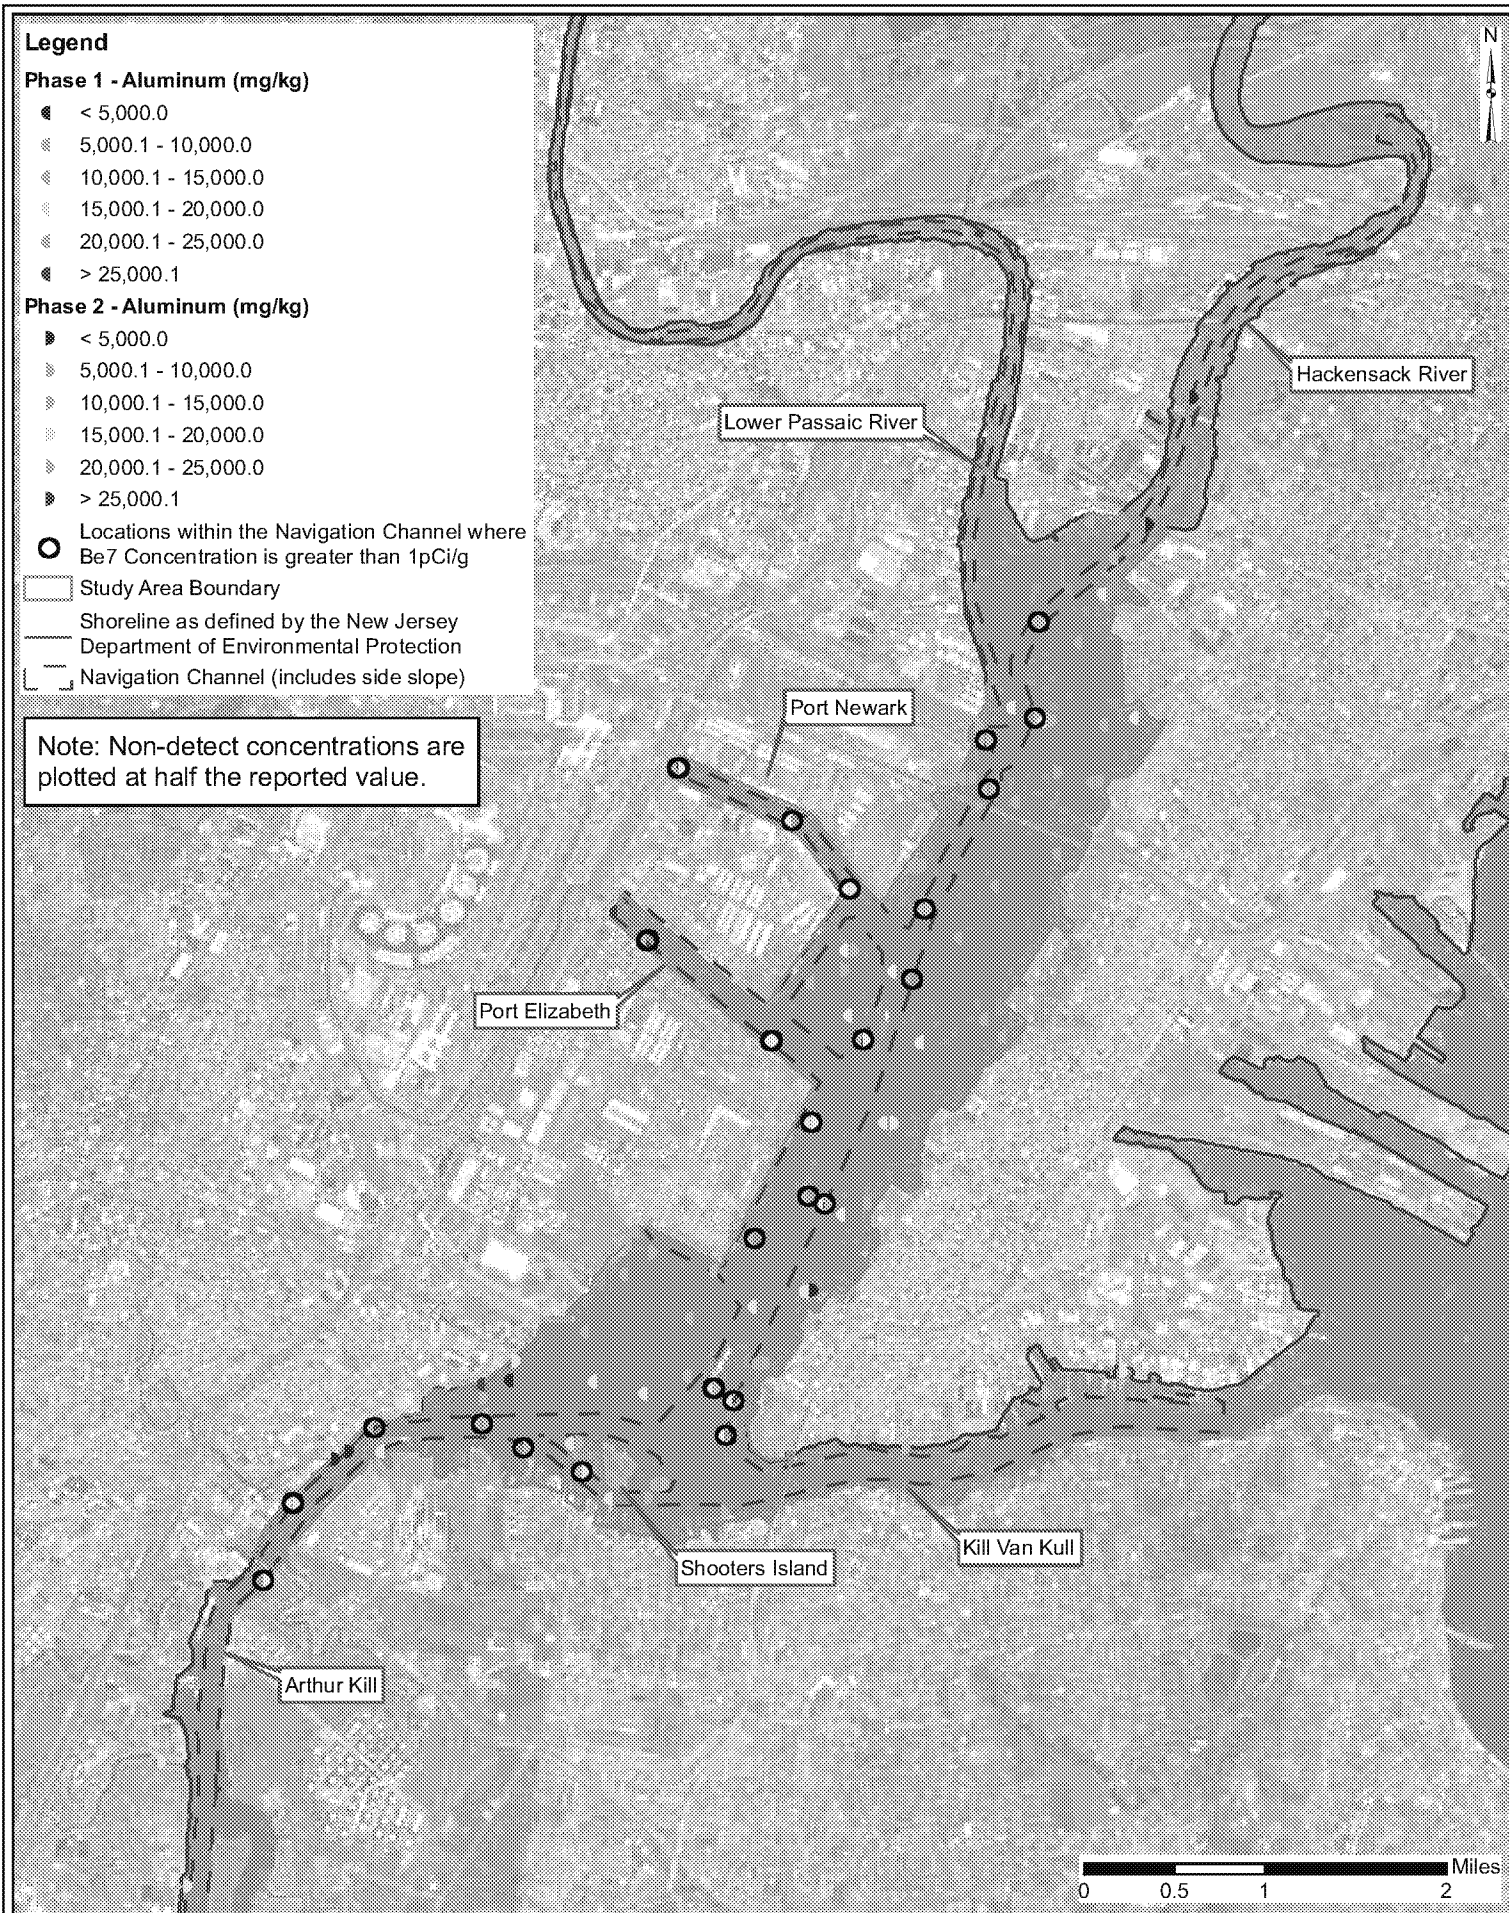 Legend
Phase 1 - Aluminum (mg/kg)
< 5,000.0
5,000.1 - 10,000.0
10,000.1 - 15,000.0
15,000.1 - 20,000.0
20,000.1 - 25,000.0
> 25,000.1
Phase 2 - Aluminum (mg/kg)
< 5,000.0
5,000.1 - 10,000.0
10,000.1 - 15,000.0
15,000.1 - 20,000.0
20,000.1 - 25,000.0
> 25,000.1
Locations within the Navigation Channel where
Be7 Concentration is greater than 1pCi/g
Study Area Boundary
Shoreline as defined by the New Jersey
Department of Environmental Protection
Navigation Channel (includes side slope)
Note: Non-detect concentrations are
plotted at half the reported value.
N
Hackensack River
Lower Passaic River
Port Newark
Port Elizabeth
Kill Van Kull
Shooters Island
Arthur Kill
Miles
0 0.5 1 2